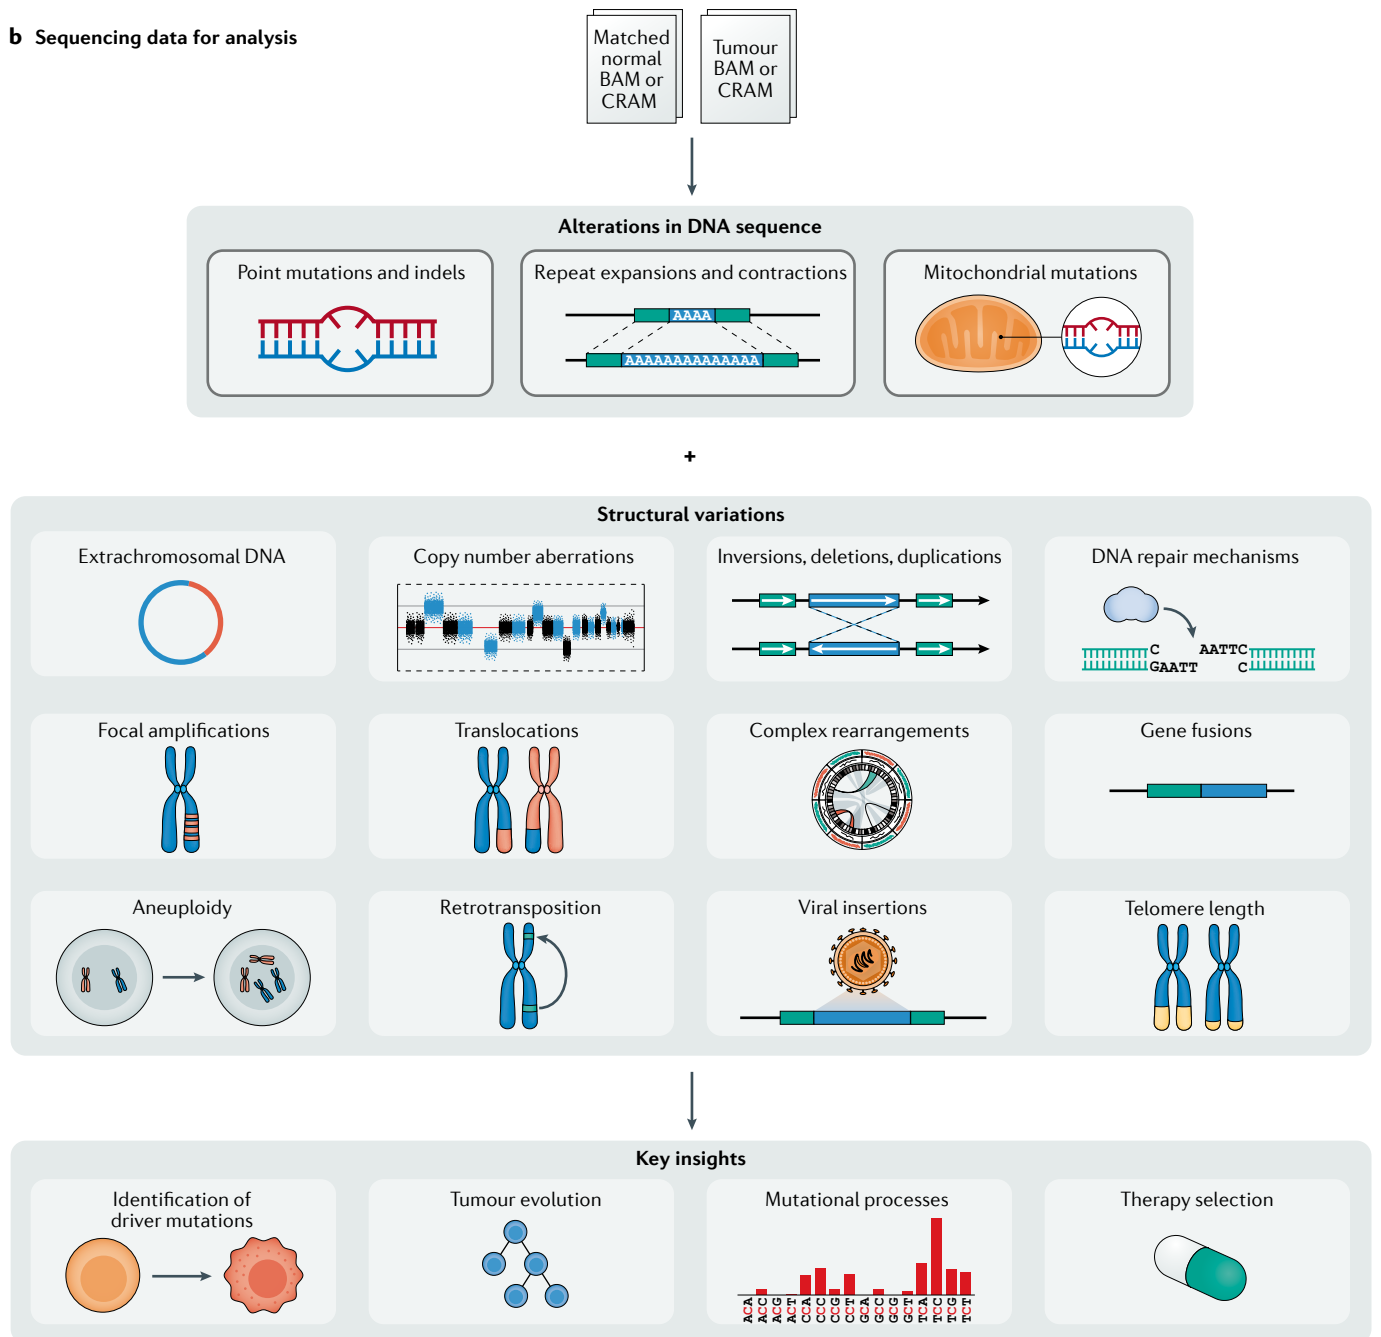 b Sequencing data for analysis
Matched
normal
BAM or
CRAM
Tumour
BAM or
CRAM
Alterations in DNA sequence
Point mutations and indels
Repeat expansions and contractions
AAAA
AAAAAAAAAAAAAAA
Mitochondrial mutations
+
Structural variations
Extrachromosomal DNA
Copy number aberrations
Inversions, deletions, duplications
DNA repair mechanisms
C AATTC
GAATT C
Focal amplifications
Translocations
Complex rearrangements
Gene fusions
Aneuploidy
Retrotransposition
Viral insertions
Telomere length
Key insights
Identification of
driver mutations
Tumour evolution
Mutational processes
ACA
ACC
ACG
ACT
CCA
CCC
CCG
CCT
GCA
GCC
GCG
GCT
TCA
TCC
TCG
TCT
Therapy selection